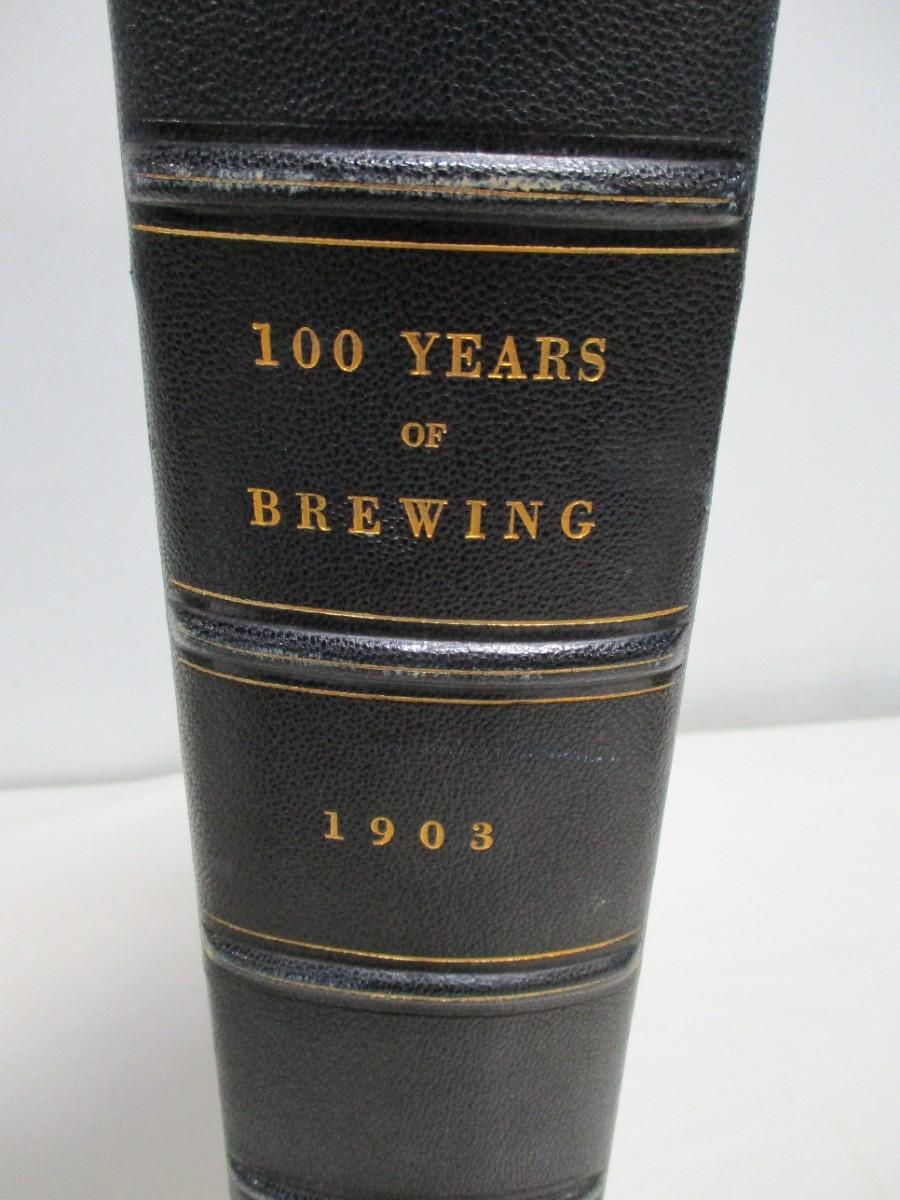 100 YEARS
OF
BREWING
1903